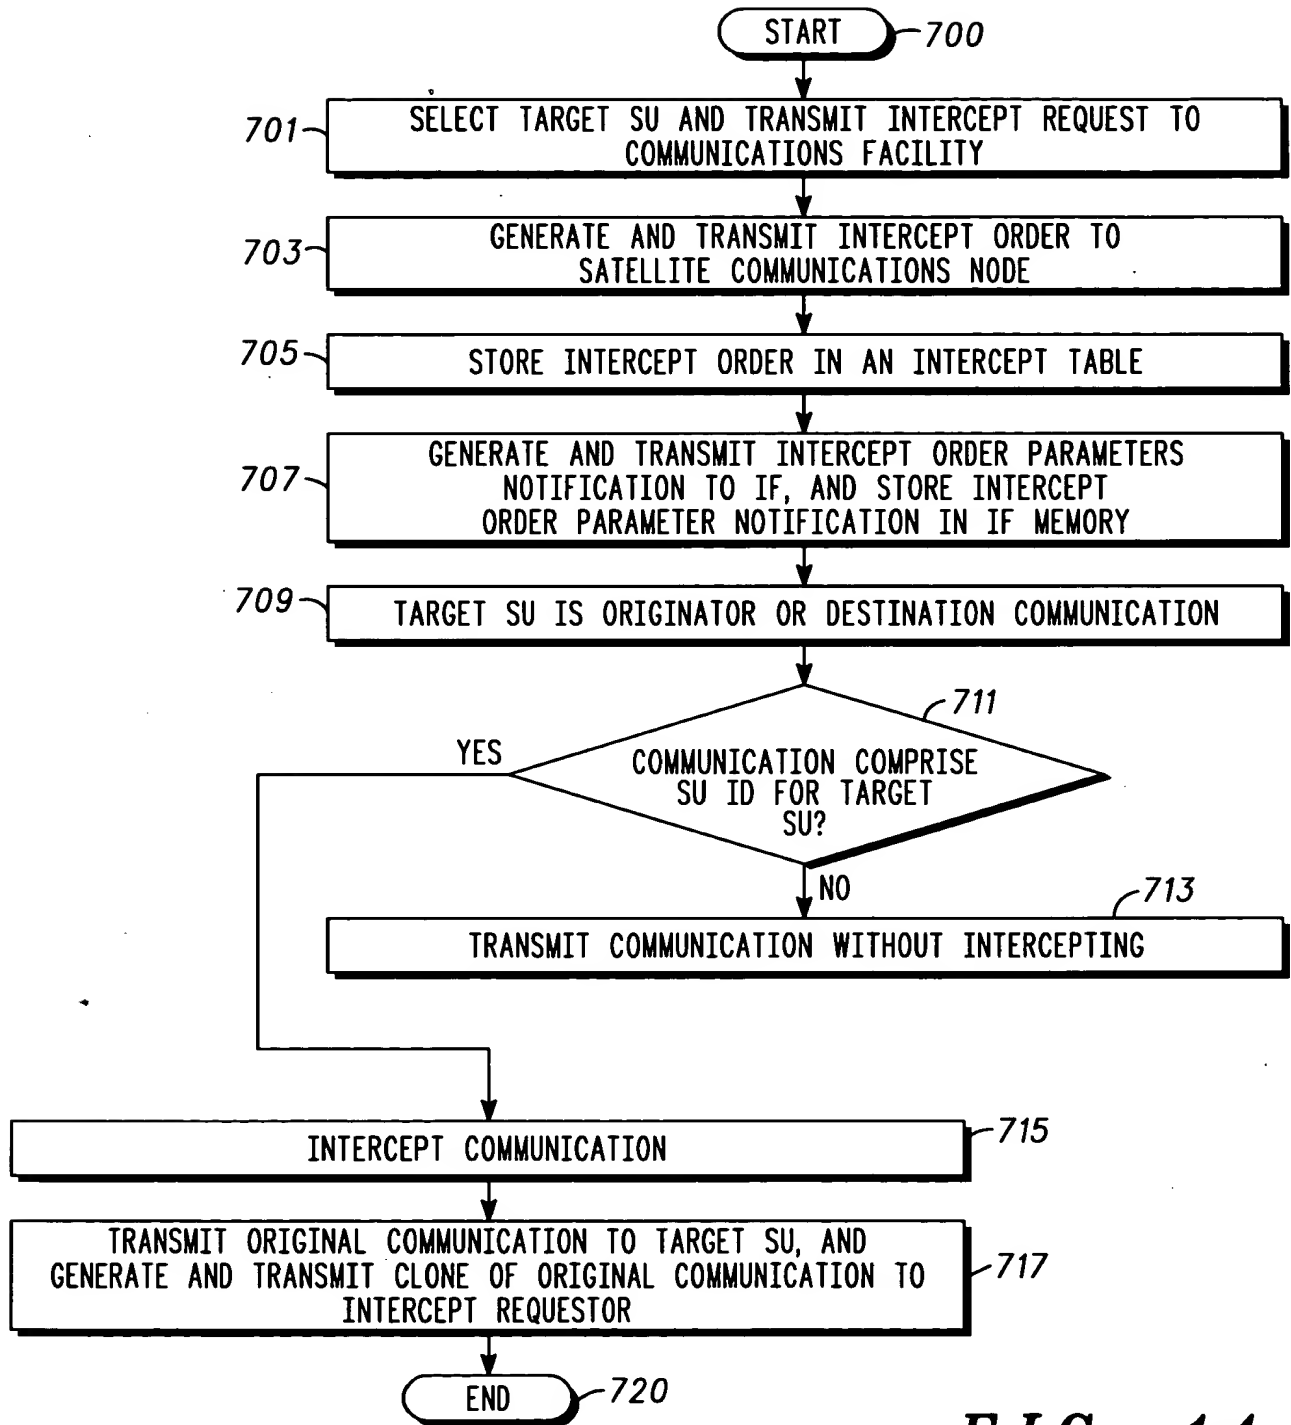 START
700
701
SELECT TARGET SU AND TRANSMIT INTERCEPT REQUEST TO
COMMUNICATIONS FACILITY
703
GENERATE AND TRANSMIT INTERCEPT ORDER TO
SATELLITE COMMUNICATIONS NODE
705
STORE INTERCEPT ORDER IN AN INTERCEPT TABLE
707
GENERATE AND TRANSMIT INTERCEPT ORDER PARAMETERS
NOTIFICATION TO IF, AND STORE INTERCEPT
ORDER PARAMETER NOTIFICATION IN IF MEMORY
709
TARGET SU IS ORIGINATOR OR DESTINATION COMMUNICATION
711
YES
COMMUNICATION COMPRISE
SU ID FOR TARGET
SU?
NO
713
TRANSMIT COMMUNICATION WITHOUT INTERCEPTING
INTERCEPT COMMUNICATION
715
TRANSMIT ORIGINAL COMMUNICATION TO TARGET SU, AND
GENERATE AND TRANSMIT CLONE OF ORIGINAL COMMUNICATION TO
INTERCEPT REQUESTOR
717
END
720